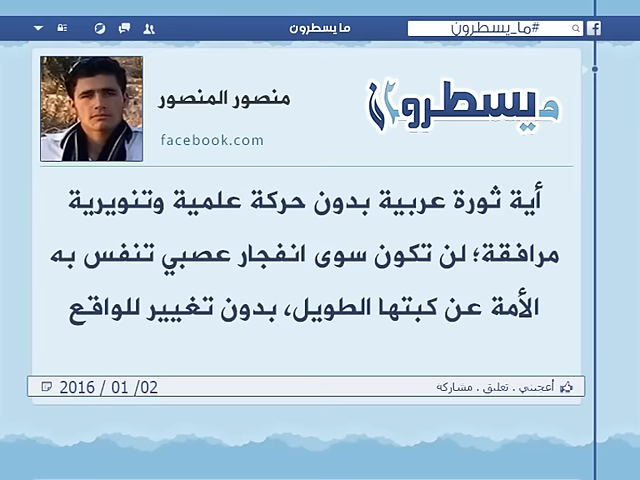 ما يسطرون
#ما_يسطرون
f
ما يسطرون
منصور المنصور
facebook.com
أية ثورة عربية بدون حركة علمية وتنويرية
مرافقة؛ لن تكون سوى انفجار عصبي تنفس به
الأمة عن كبتها الطويل، بدون تغيير للواقع
أعجبني . تعليق . مشاركه
2016 / 01 /02